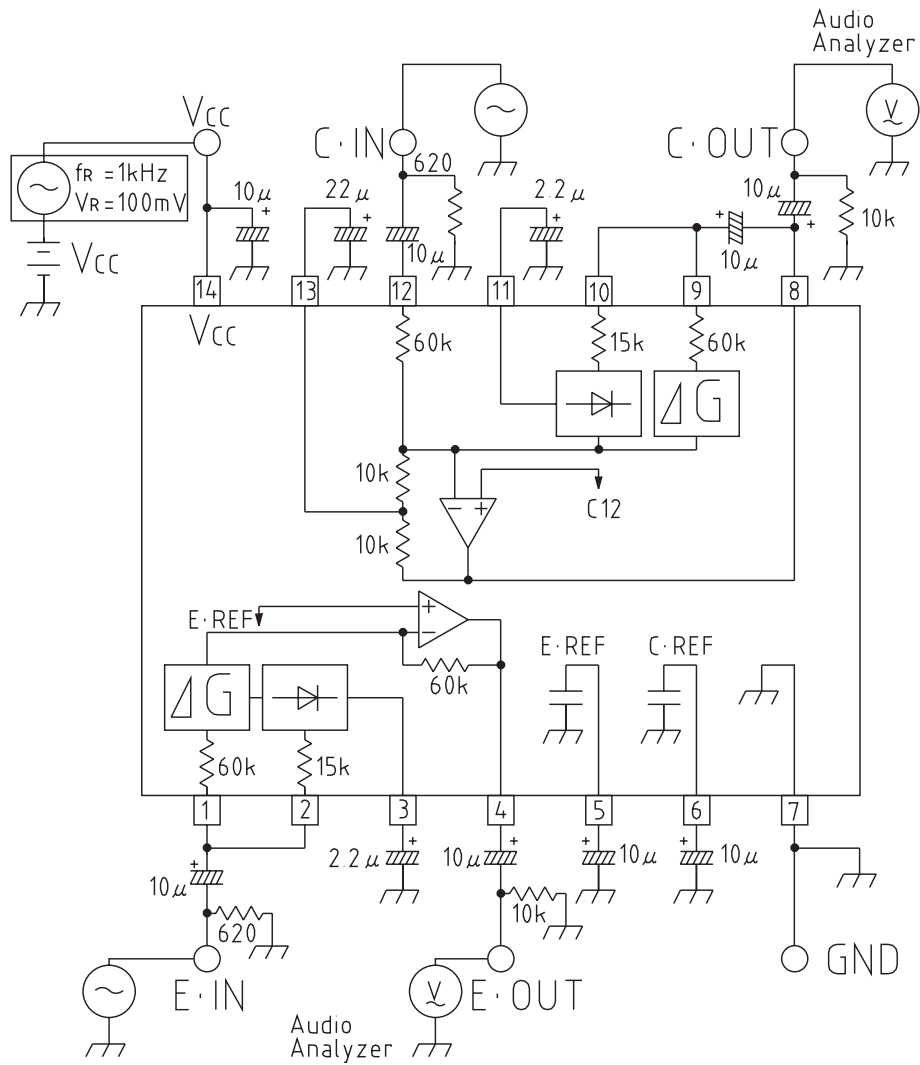 Audio
Analyzer
VCC
C·IN
C·OUT
V
fR =1kHz
VR=100mV
VCC
10μ
22μ
620
10μ
2.2μ
10μ
10μ
10k
14
13
12
11
10
9
8
VCC
60k
15k
60k
ΔG
10k
10k
− +
C12
E·REF
+
−
60k
E·REF
C·REF
ΔG
60k
15k
1
2
3
4
5
6
7
10μ
2.2μ
10μ
10μ
10μ
620
10k
E·IN
V
E·OUT
GND
Audio
Analyzer